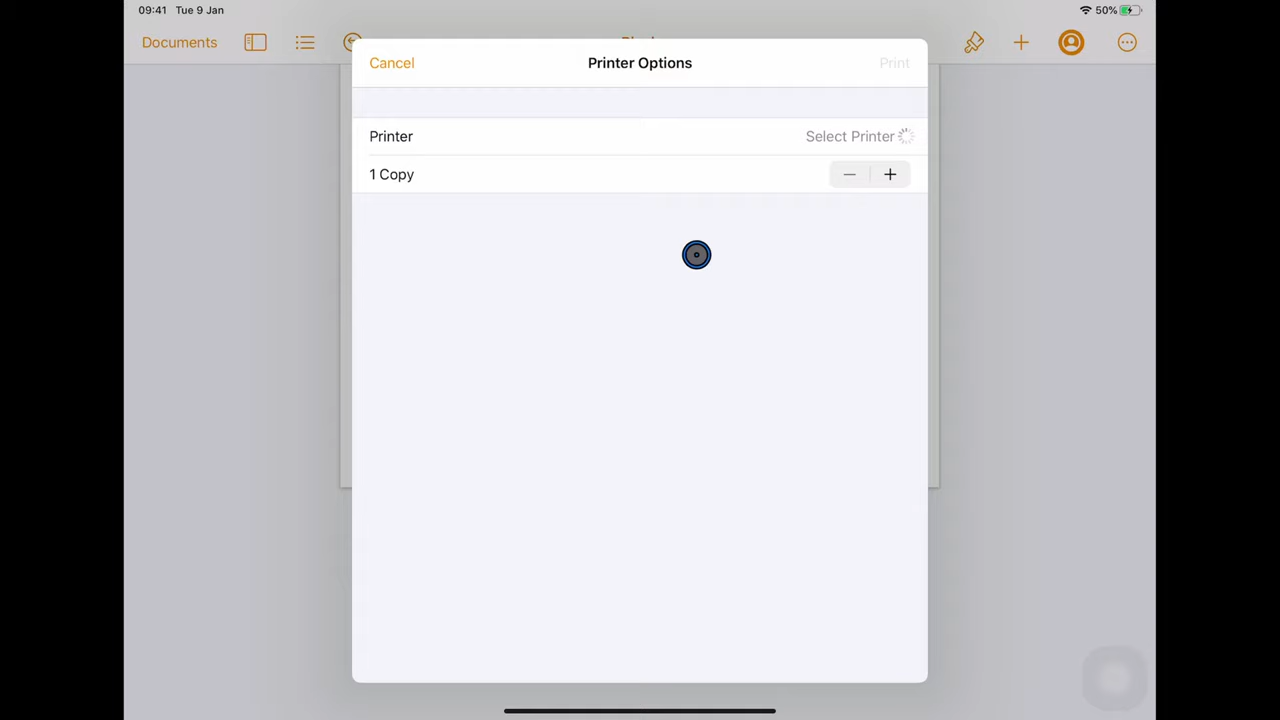 09:41 Tue 9 Jan 50%
Documents
Cancel Printer Options Print
Printer Select Printer
1 Copy